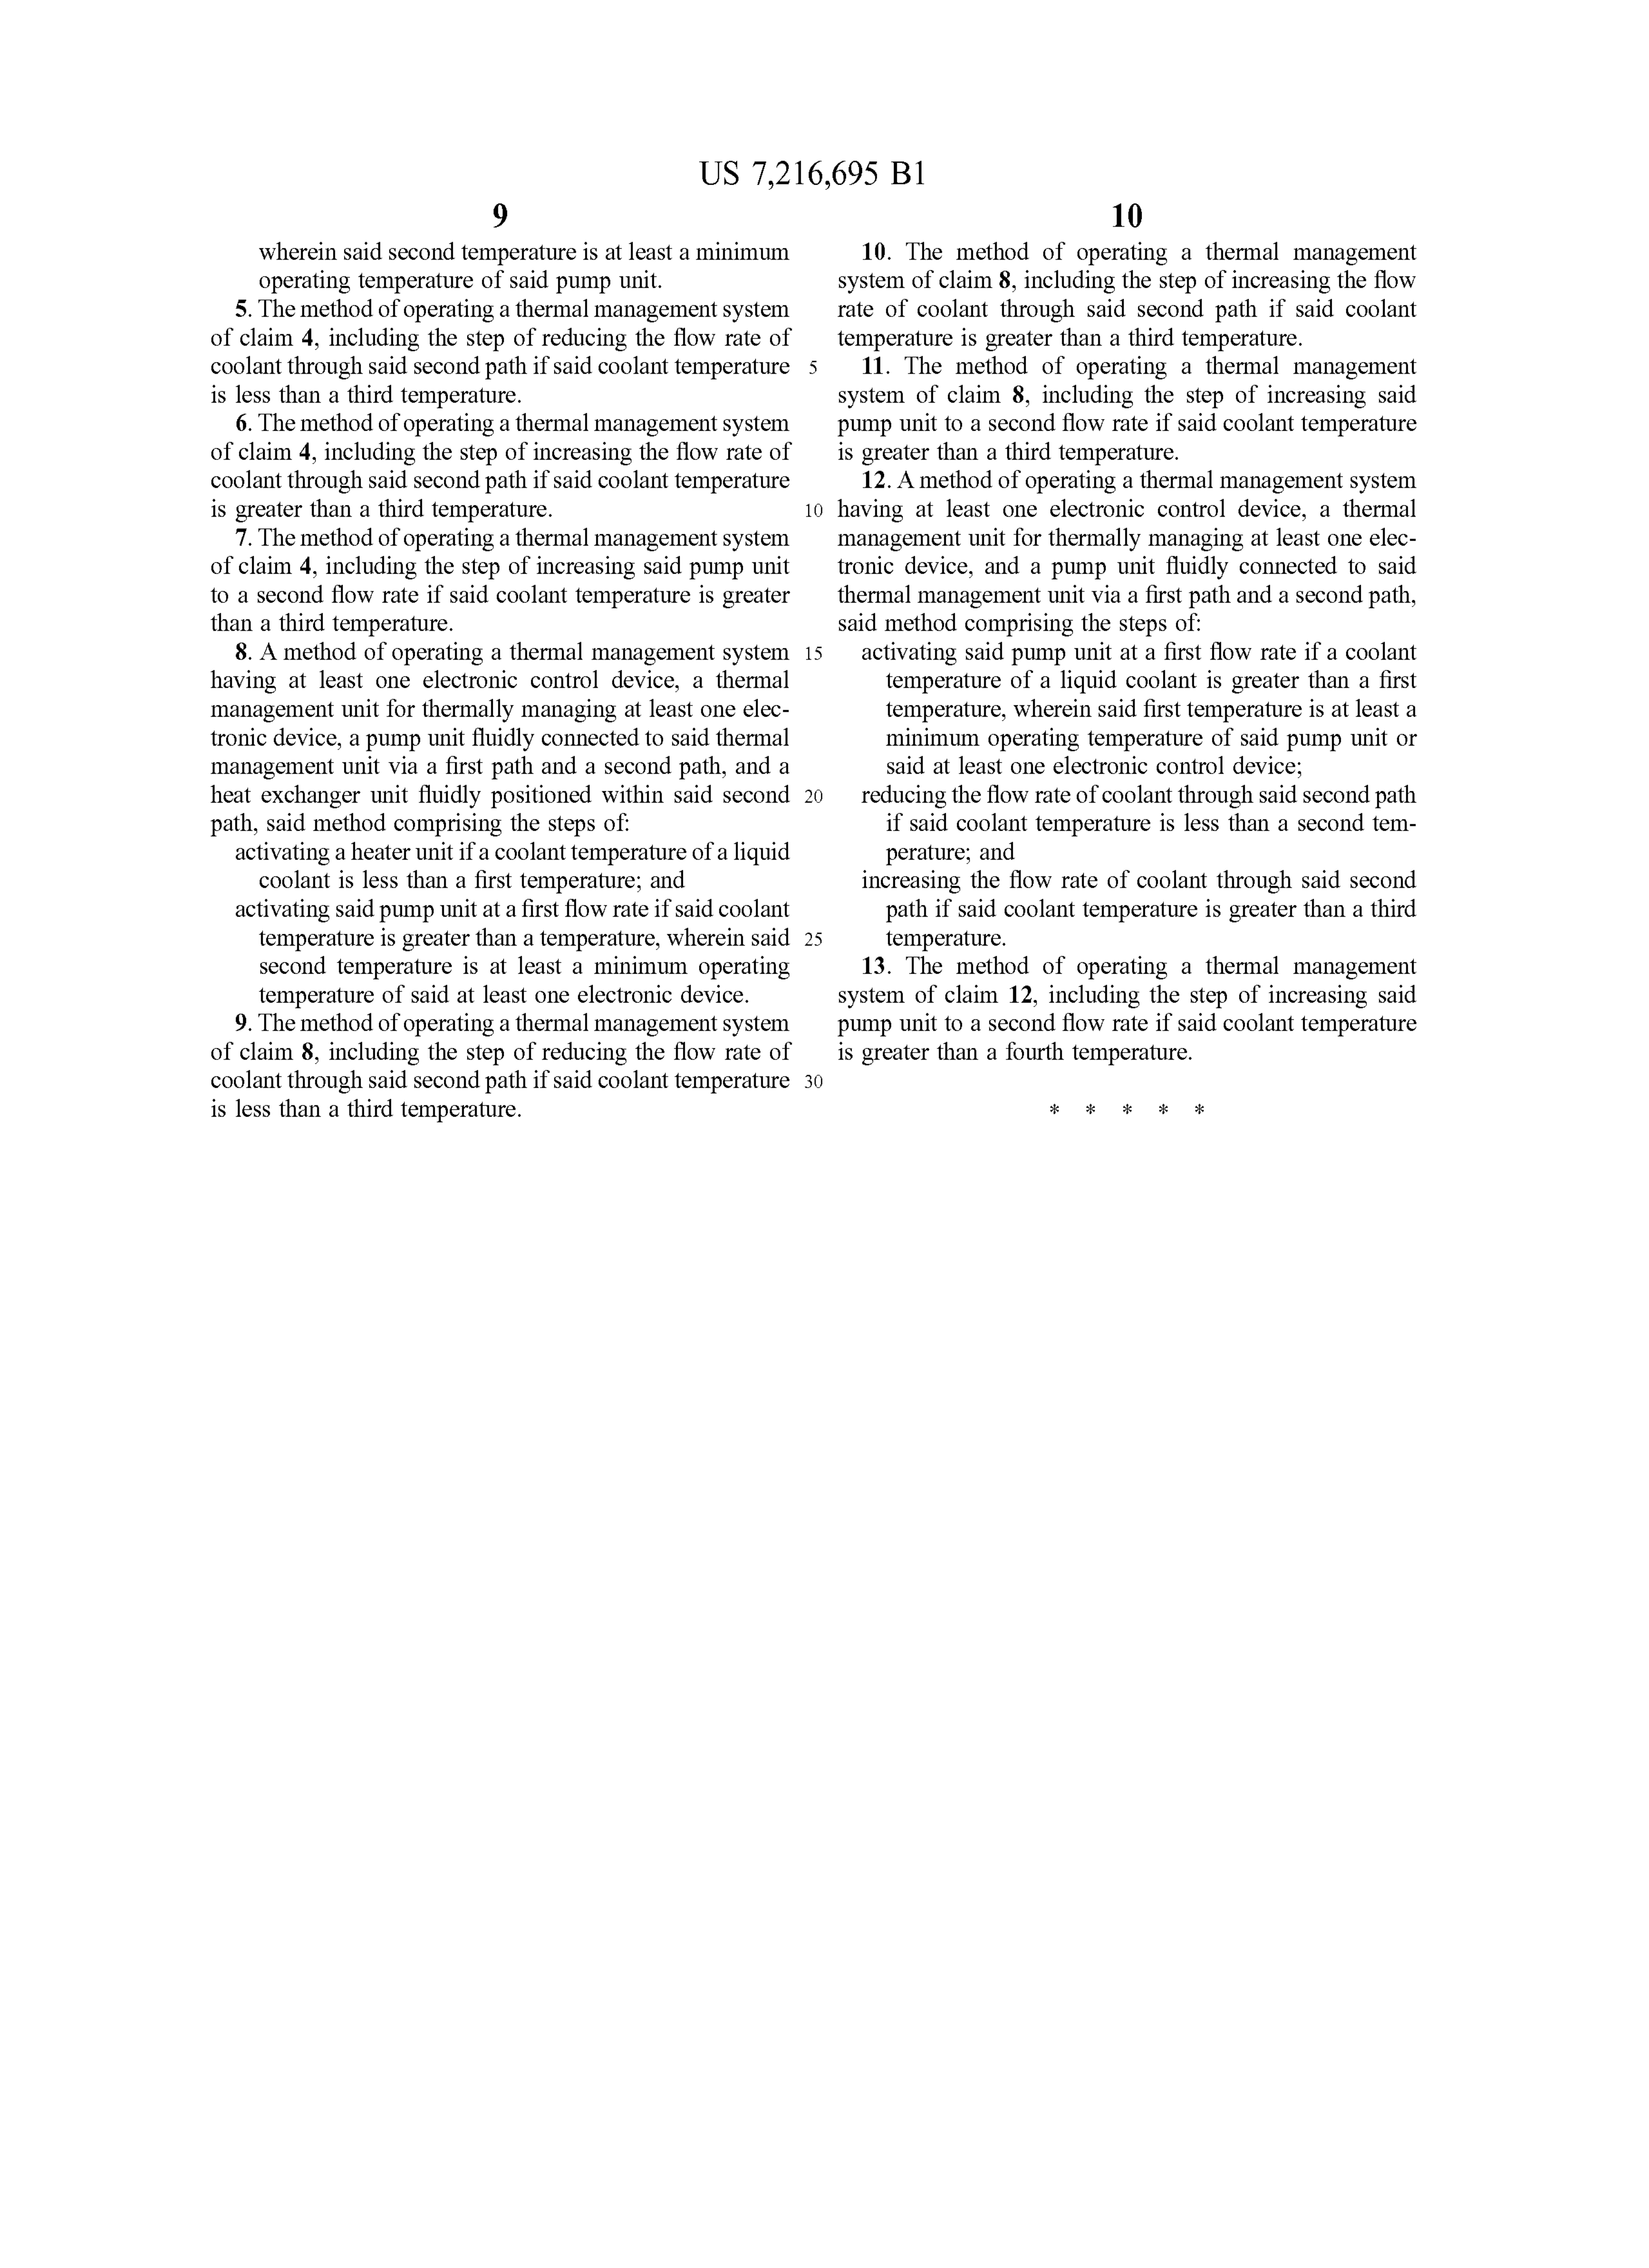 US 7,216,695 B1
9
wherein said second temperature is at least a minimum
operating temperature of said pump unit.
5. The method of operating a thermal management system
of claim 4, including the step of reducing the flow rate of
coolant through said second path if said coolant temperature
is less than a third temperature.
6. The method of operating a thermal management system
of claim 4, including the step of increasing the flow rate of
coolant through said second path if said coolant temperature
is greater than a third temperature.
7. The method of operating a thermal management system
of claim 4, including the step of increasing said pump unit
to a second flow rate if said coolant temperature is greater
than a third temperature.
8. A method of operating a thermal management system
having at least one electronic control device, a thermal
management unit for thermally managing at least one elec-
tronic device, a pump unit fluidly connected to said thermal
management unit via a first path and a second path, and a
heat exchanger unit fluidly positioned within said second
path, said method comprising the steps of:
activating a heater unit if a coolant temperature of a liquid
coolant is less than a first temperature; and
activating said pump unit at a first flow rate if said coolant
temperature is greater than a temperature, wherein said
second temperature is at least a minimum operating
temperature of said at least one electronic device.
9. The method of operating a thermal management system
of claim 8, including the step of reducing the flow rate of
coolant through said second path if said coolant temperature
is less than a third temperature.
5
10
15
20
25
30
10
10. The method of operating a thermal management
system of claim 8, including the step of increasing the flow
rate of coolant through said second path if said coolant
temperature is greater than a third temperature.
11. The method of operating a thermal management
system of claim 8, including the step of increasing said
pump unit to a second flow rate if said coolant temperature
is greater than a third temperature.
12. A method of operating a thermal management system
having at least one electronic control device, a thermal
management unit for thermally managing at least one elec-
tronic device, and a pump unit fluidly connected to said
thermal management unit via a first path and a second path,
said method comprising the steps of:
activating said pump unit at a first flow rate if a coolant
temperature of a liquid coolant is greater than a first
temperature, wherein said first temperature is at least a
minimum operating temperature of said pump unit or
said at least one electronic control device;
reducing the flow rate of coolant through said second path
if said coolant temperature is less than a second tem-
perature; and
increasing the flow rate of coolant through said second
path if said coolant temperature is greater than a third
temperature.
13. The method of operating a thermal management
system of claim 12, including the step of increasing said
pump unit to a second flow rate if said coolant temperature
is greater than a fourth temperature.
* * * * *